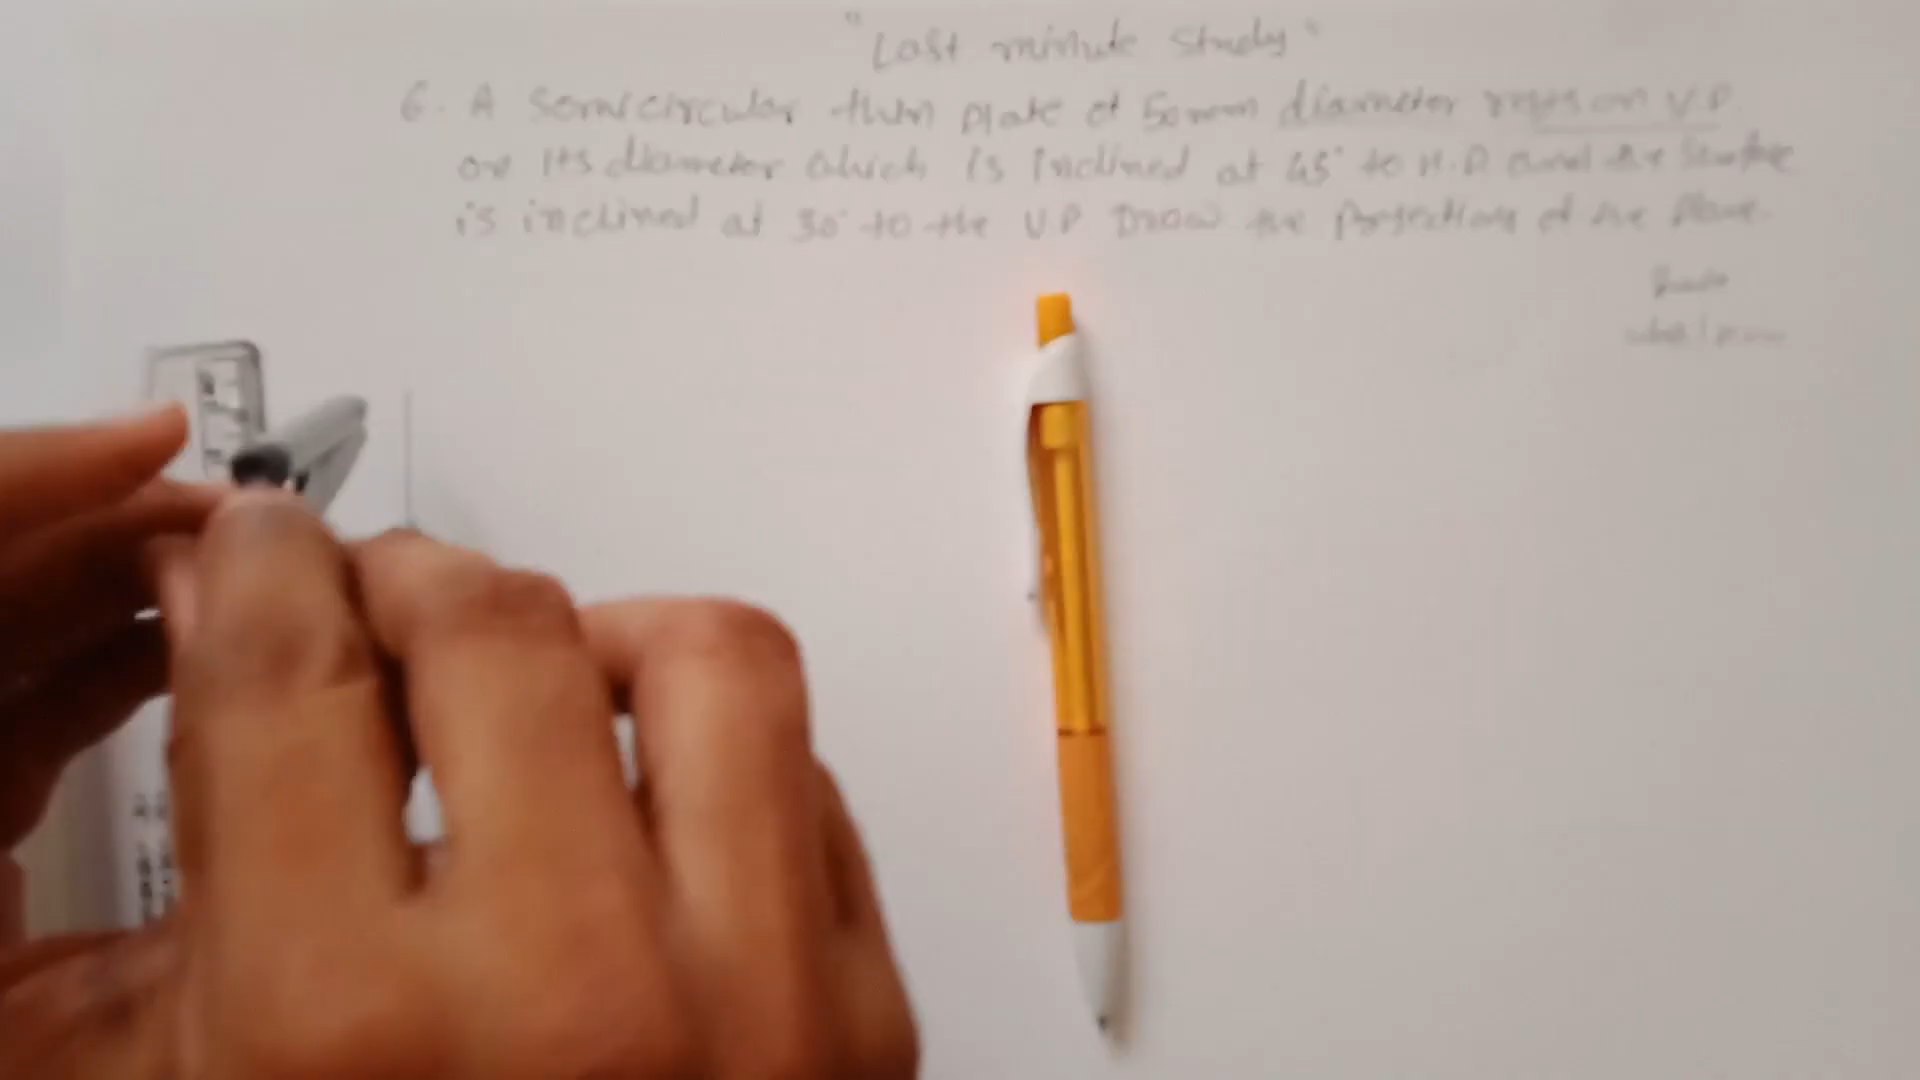 "Last minute study"
6. A Semicircular thin plate of 50mm diameter rests on V.P
on its diameter which is inclined at 45° to H.P and the Surface
is inclined at 30° to the V.P Draw the Projections of the Plane.